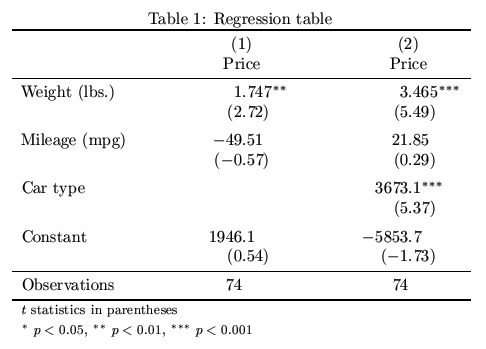 Table 1: Regression table
(1) (2)
Price Price
Weight (lbs.) 1.747** 3.465***
(2.72) (5.49)
Mileage (mpg) −49.51 21.85
(−0.57) (0.29)
Car type 3673.1***
(5.37)
Constant 1946.1 −5853.7
(0.54) (−1.73)
Observations 74 74
t statistics in parentheses
* p < 0.05, ** p < 0.01, *** p < 0.001